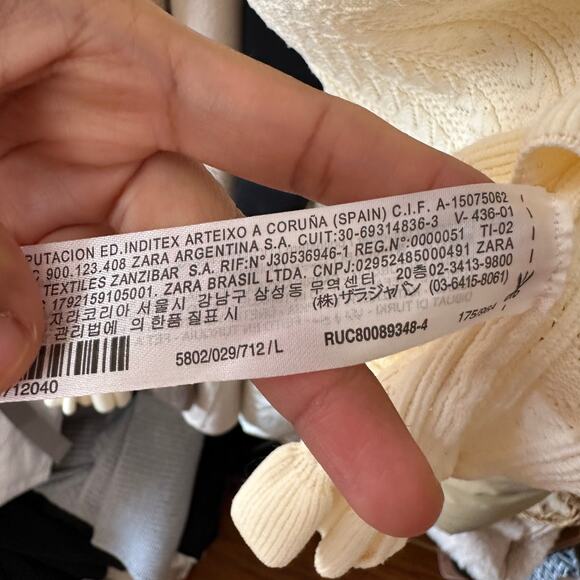 PUTACION ED.INDITEX ARTEIXO A CORUÑA (SPAIN) C.I.F. A-15075062
900.123.408 ZARA ARGENTINA S.A. CUIT:30-69314836-3 V-436-01
TEXTILES ZANZIBAR S.A. RIF:N°J30536946-1 REG.N°:0000051 TI-02
1792159105001. ZARA BRASIL LTDA. CNPJ:02952485000491 ZARA
자라코리아 서울시 강남구 삼성동 무역센터 20층 02-3413-9800
관리법에 의한품질표시 (株)ザラジャパン (03-6415-8061)
712040
5802/029/712/L
RUC80089348-4